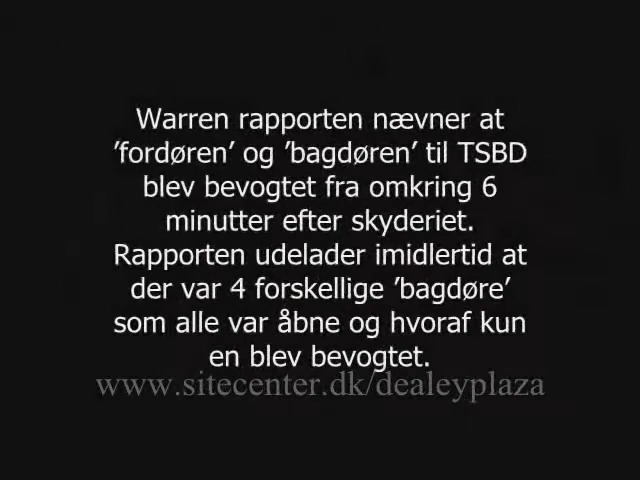 Warren rapporten nævner at
’fordøren’ og ’bagdøren’ til TSBD
blev bevogtet fra omkring 6
minutter efter skyderiet.
Rapporten udelader imidlertid at
der var 4 forskellige ’bagdøre’
som alle var åbne og hvoraf kun
en blev bevogtet.
www.sitecenter.dk/dealeyplaza